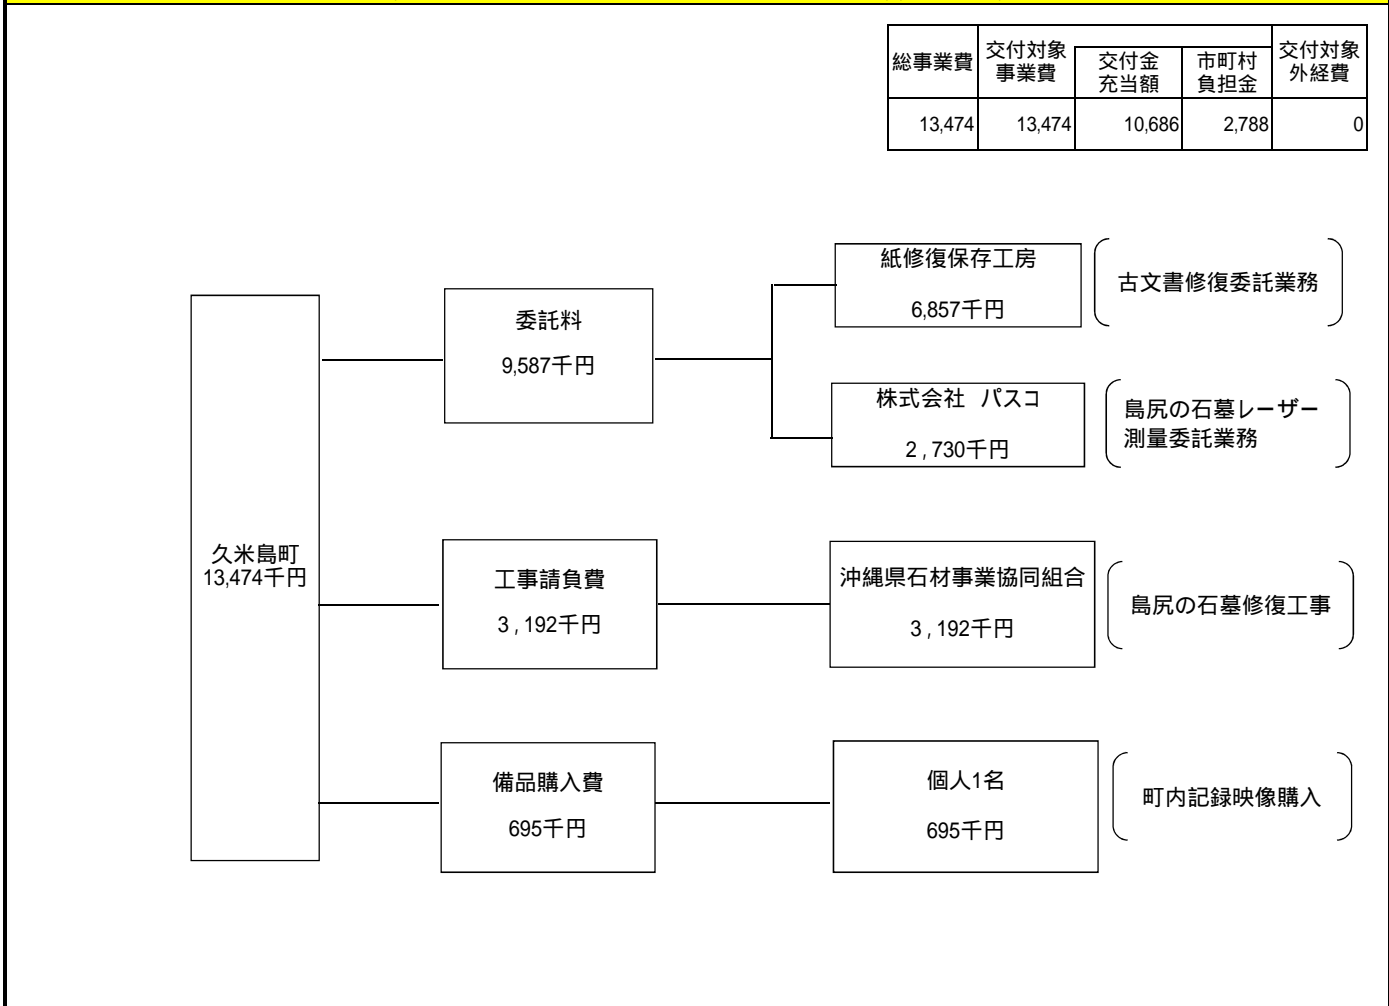 総事業費
交付対象
事業費
交付金
充当額
市町村
負担金
交付対象
外経費
13,474
13,474
10,686
2,788
0
久米島町
13,474千円
委託料
9,587千円
紙修復保存工房
6,857千円
古文書修復委託業務
株式会社　パスコ
2,730千円
島尻の石墓レーザー
測量委託業務
工事請負費
3,192千円
沖縄県石材事業協同組合
3,192千円
島尻の石墓修復工事
備品購入費
695千円
個人1名
695千円
町内記録映像購入